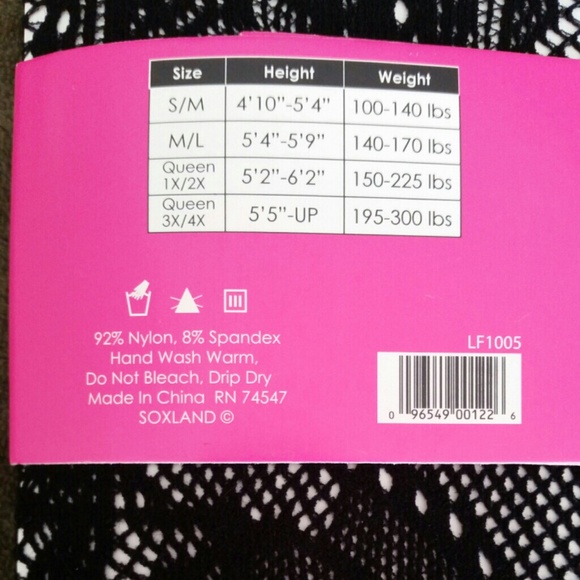 Size Height Weight
S/M 4'10"-5'4" 100-140 lbs
M/L 5'4"-5'9" 140-170 lbs
Queen 1X/2X 5'2"-6'2" 150-225 lbs
Queen 3X/4X 5'5"-UP 195-300 lbs
92% Nylon, 8% Spandex
Hand Wash Warm,
Do Not Bleach, Drip Dry
Made In China RN 74547
SOXLAND ©
LF1005
0 96549 00122 6